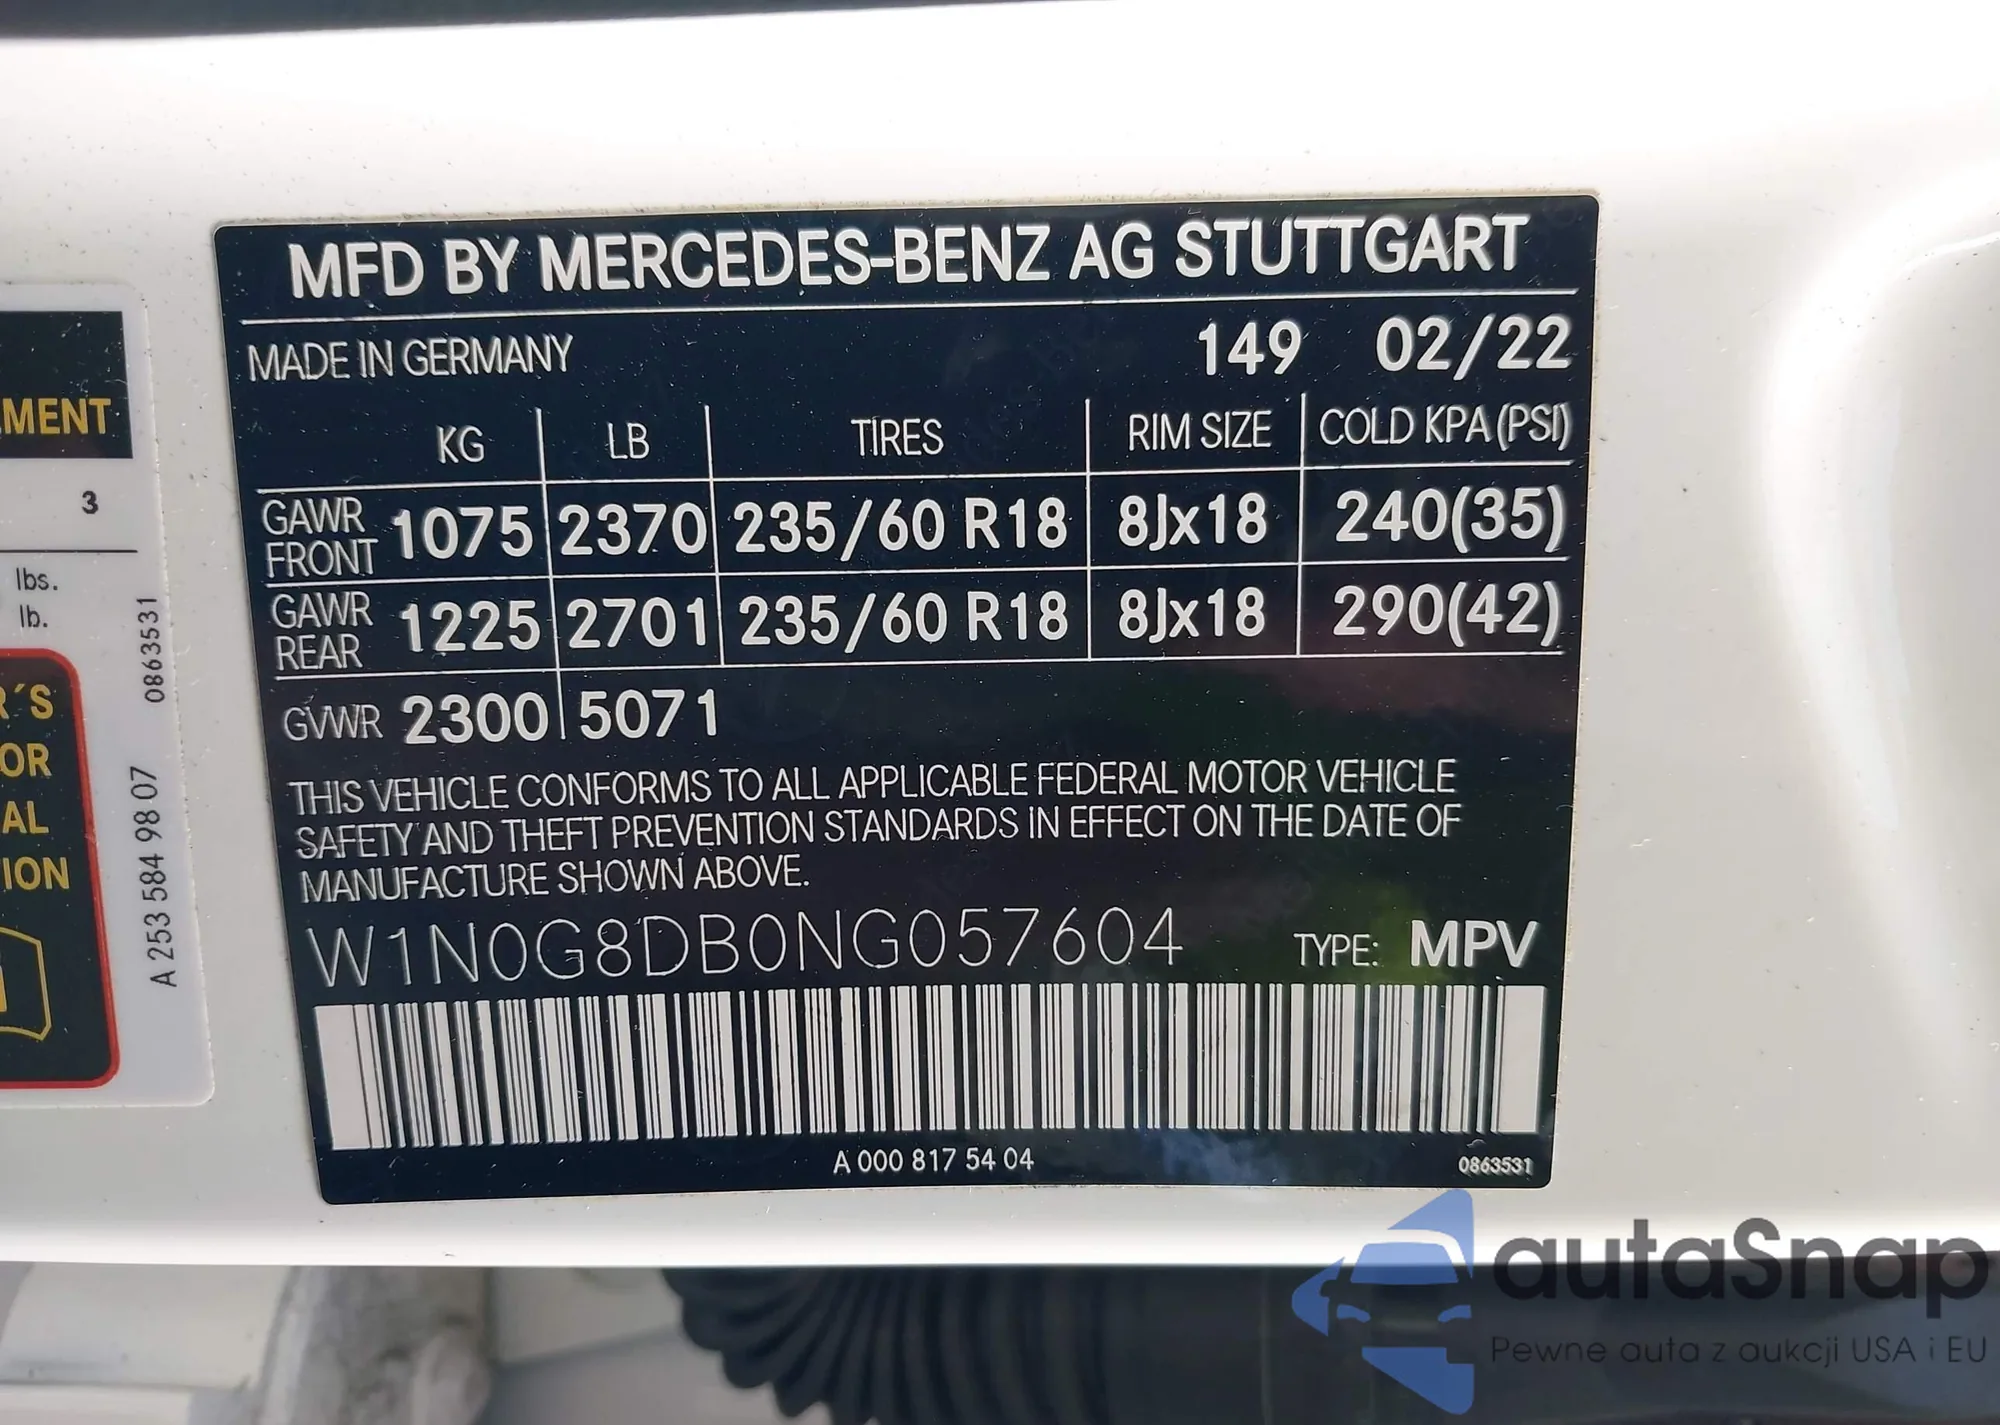 MFD BY MERCEDES-BENZ AG STUTTGART
MADE IN GERMANY 149 02/22
KG LB TIRES RIM SIZE COLD KPA (PSI)
GAWR FRONT 1075 2370 235/60 R18 8Jx18 240(35)
GAWR REAR 1225 2701 235/60 R18 8Jx18 290(42)
GVWR 2300 5071
THIS VEHICLE CONFORMS TO ALL APPLICABLE FEDERAL MOTOR VEHICLE
SAFETY AND THEFT PREVENTION STANDARDS IN EFFECT ON THE DATE OF
MANUFACTURE SHOWN ABOVE.
W1N0G8DB0NG057604 TYPE: MPV
A 000 817 54 04 0863531
3
lbs.
lb.
OR
0863531
A 253 584 98 07
autaSnap
Pewne auta z aukcji USA i EU